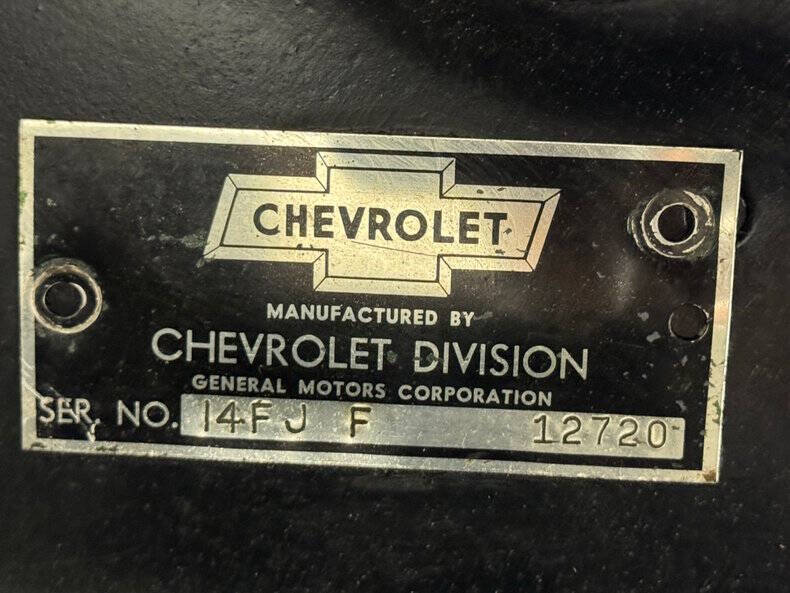 CHEVROLET
MANUFACTURED BY
CHEVROLET DIVISION
GENERAL MOTORS CORPORATION
SER. NO. 14FJ F 12720